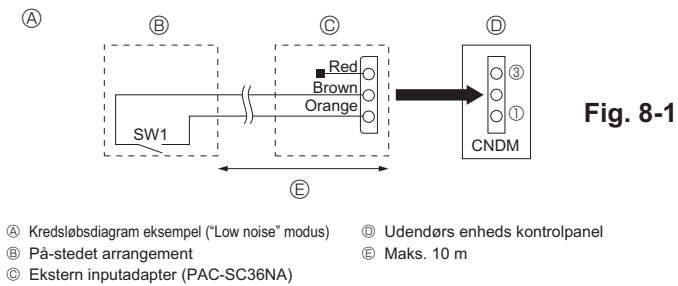 Ⓐ
Ⓑ
Ⓒ
Ⓓ
Red
Brown
Orange
SW1
③
①
CNDM
Fig. 8-1
Ⓔ
Ⓐ Kredsløbsdiagram eksempel (“Low noise” modus)
Ⓑ På-stedet arrangement
Ⓒ Ekstern inputadapter (PAC-SC36NA)
Ⓓ Udendørs enheds kontrolpanel
Ⓔ Maks. 10 m